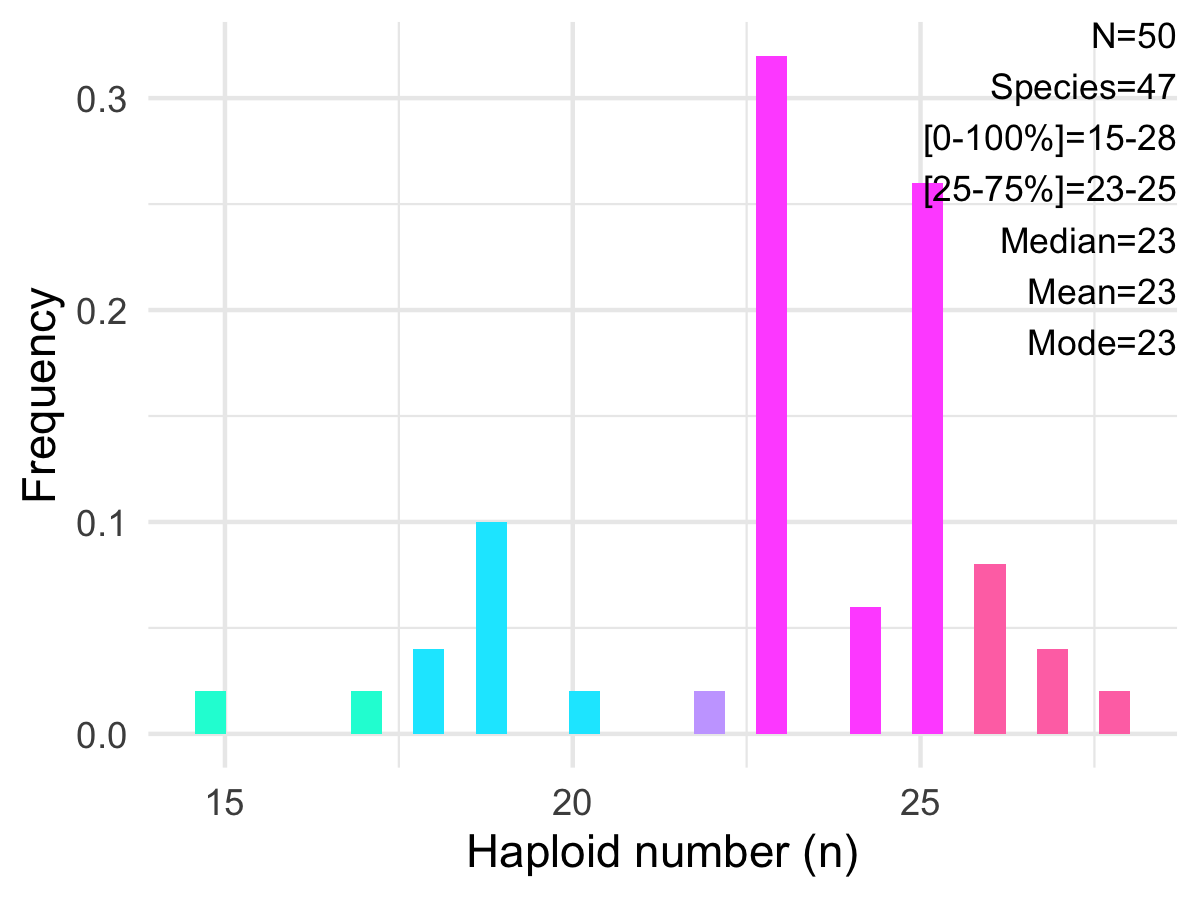 N=50
Species=47
[0-100%]=15-28
[25-75%]=23-25
Median=23
Mean=23
Mode=23
0.3
0.2
0.1
0.0
Frequency
15
20
25
Haploid number (n)